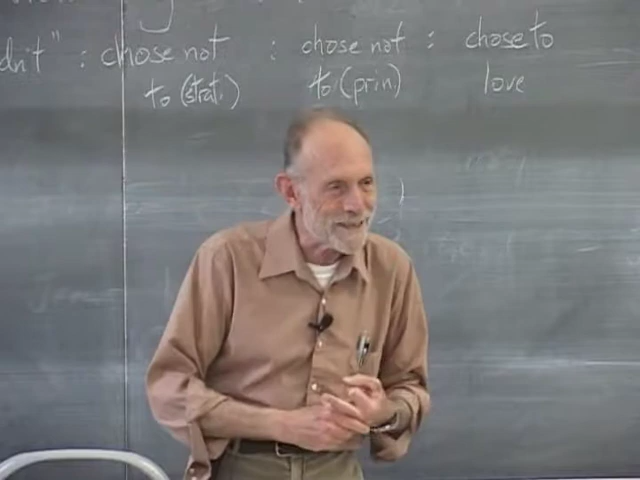 dn't" : chose not : chose not : chose to
to (strat.) to (prin) love